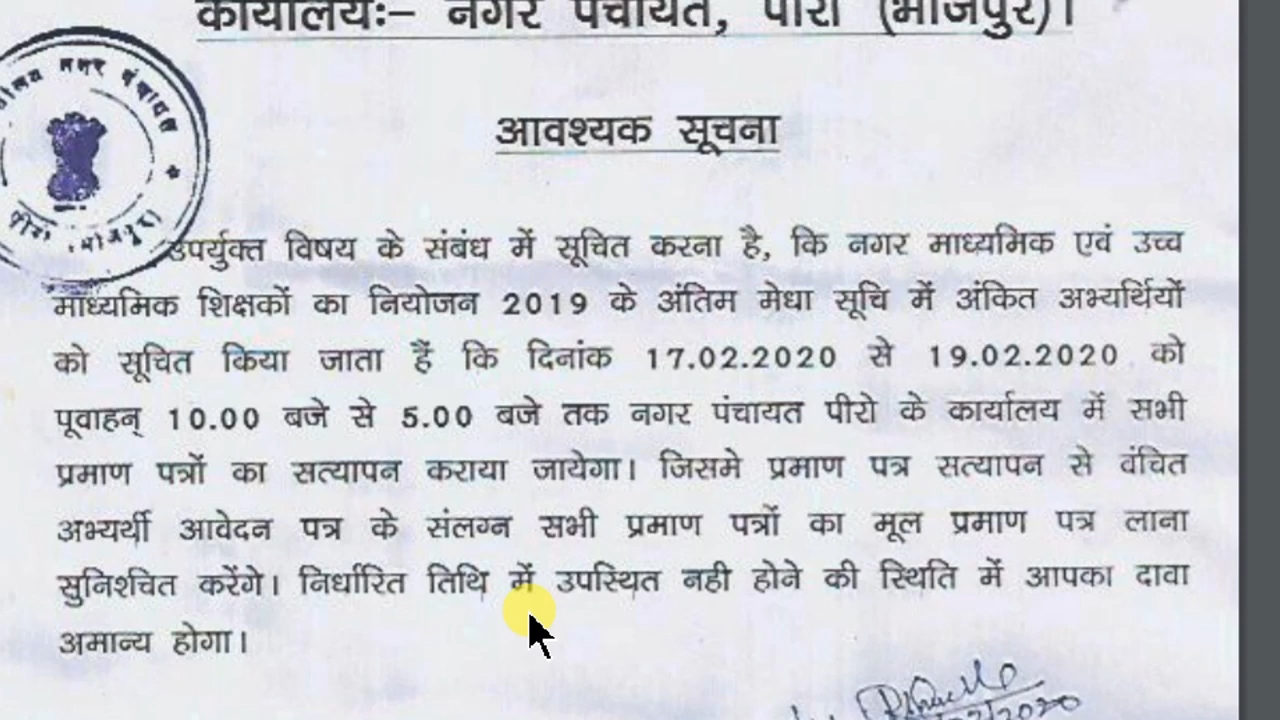 कार्यालयः– नगर पंचायत, पीरो (भोजपुर)।
नगर पंचायत
पीरो (भोजपुर)
आवश्यक सूचना
उपर्युक्त विषय के संबंध में सूचित करना है, कि नगर माध्यमिक एवं उच्च
माध्यमिक शिक्षकों का नियोजन 2019 के अंतिम मेधा सूचि में अंकित अभ्यर्थियों
को सूचित किया जाता हैं कि दिनांक 17.02.2020 से 19.02.2020 को
पूवाहन् 10.00 बजे से 5.00 बजे तक नगर पंचायत पीरो के कार्यालय में सभी
प्रमाण पत्रों का सत्यापन कराया जायेगा। जिसमे प्रमाण पत्र सत्यापन से वंचित
अभ्यर्थी आवेदन पत्र के संलग्न सभी प्रमाण पत्रों का मूल प्रमाण पत्र लाना
सुनिश्चित करेंगे। निर्धारित तिथि में उपस्थित नही होने की स्थिति में आपका दावा
अमान्य होगा।